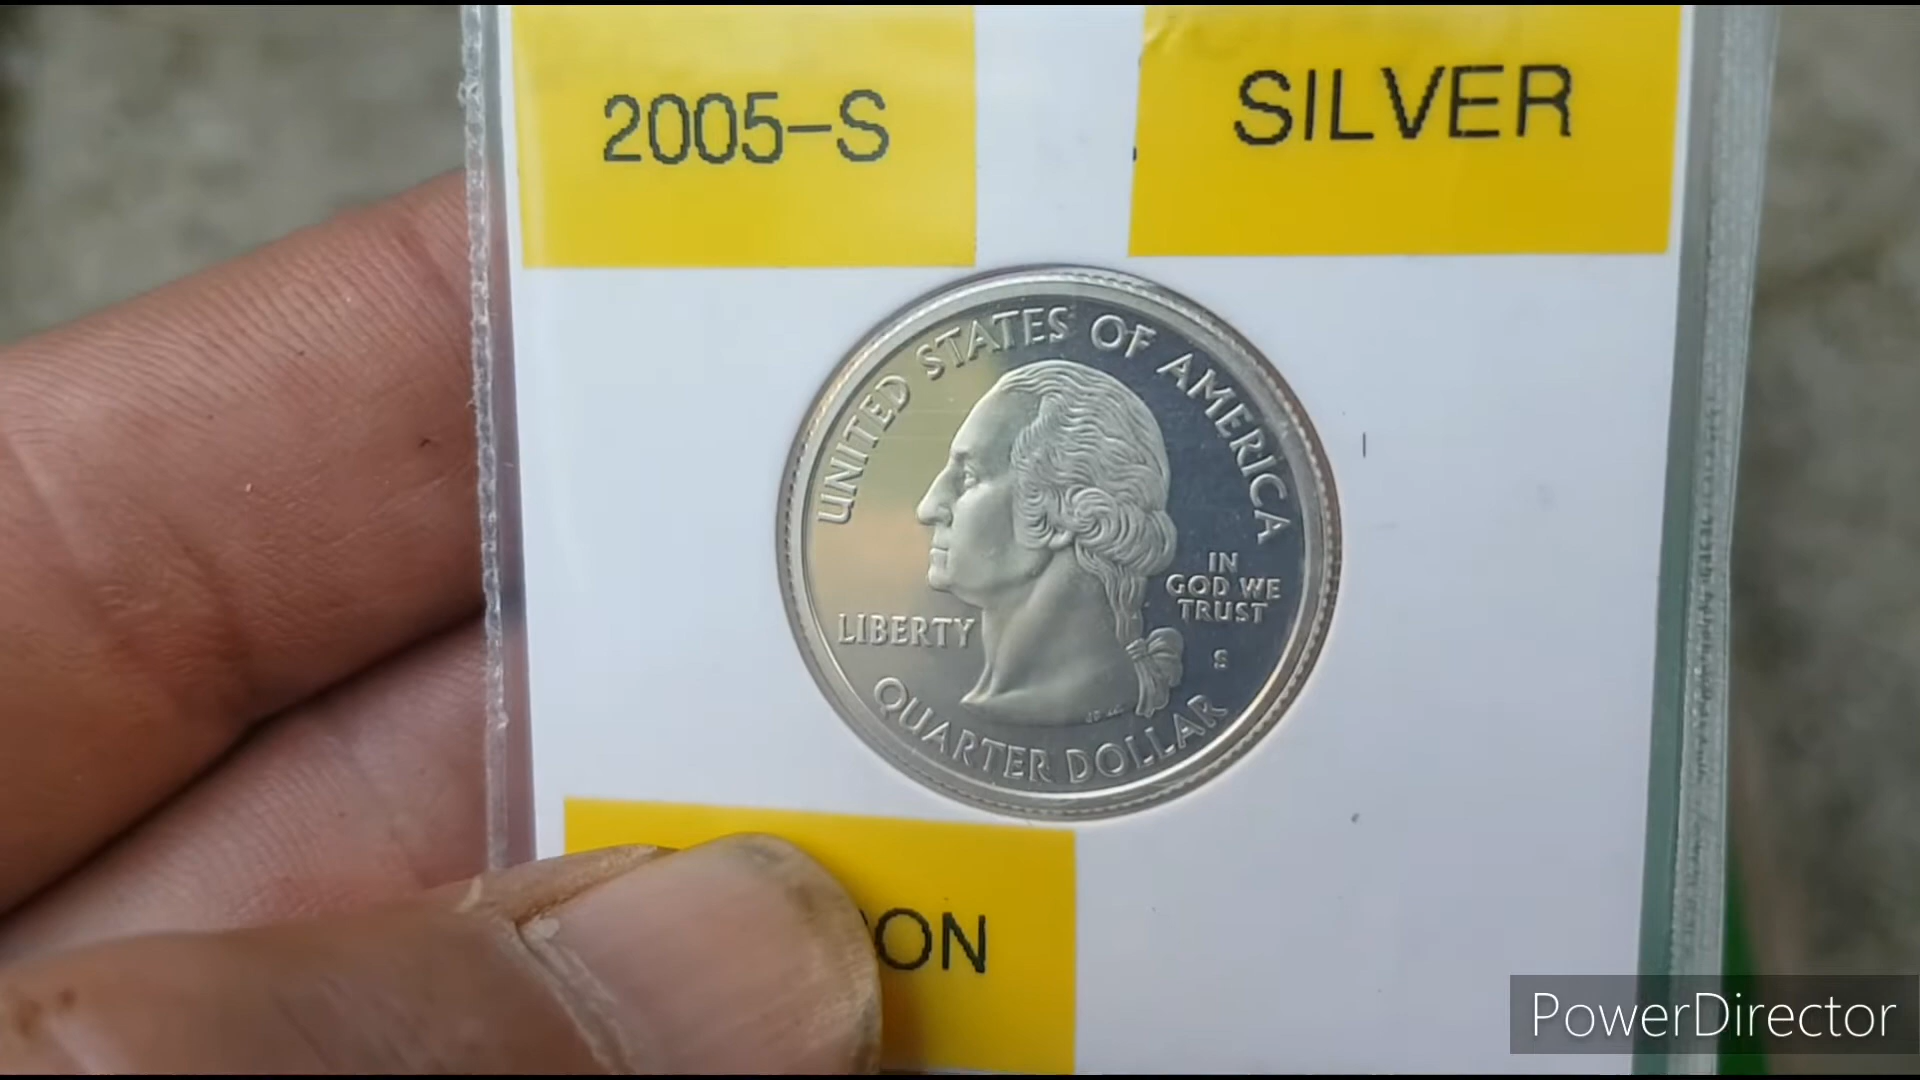 2005-S
SILVER
UNITED STATES OF AMERICA
LIBERTY
IN
GOD WE
TRUST
S
QUARTER DOLLAR
ON
PowerDirector